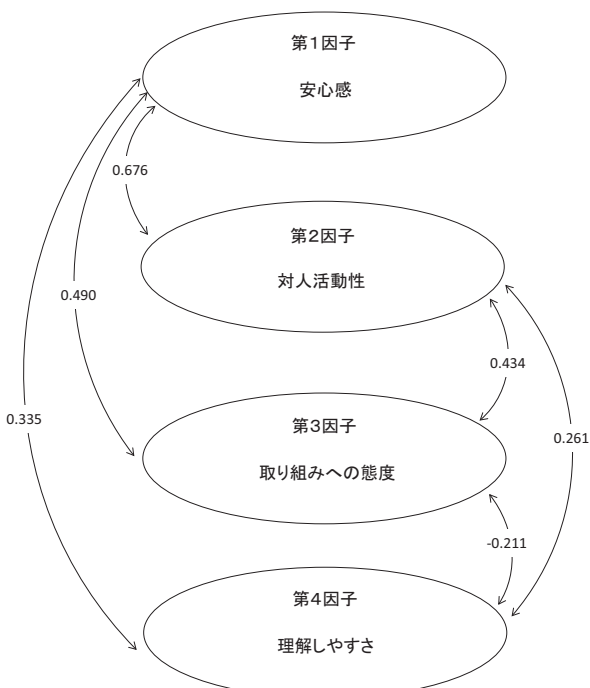 第1因子
安心感
0.676
第2因子
対人活動性
0.490
0.434
0.335
第3因子
0.261
取り組みへの態度
-0.211
第4因子
理解しやすさ